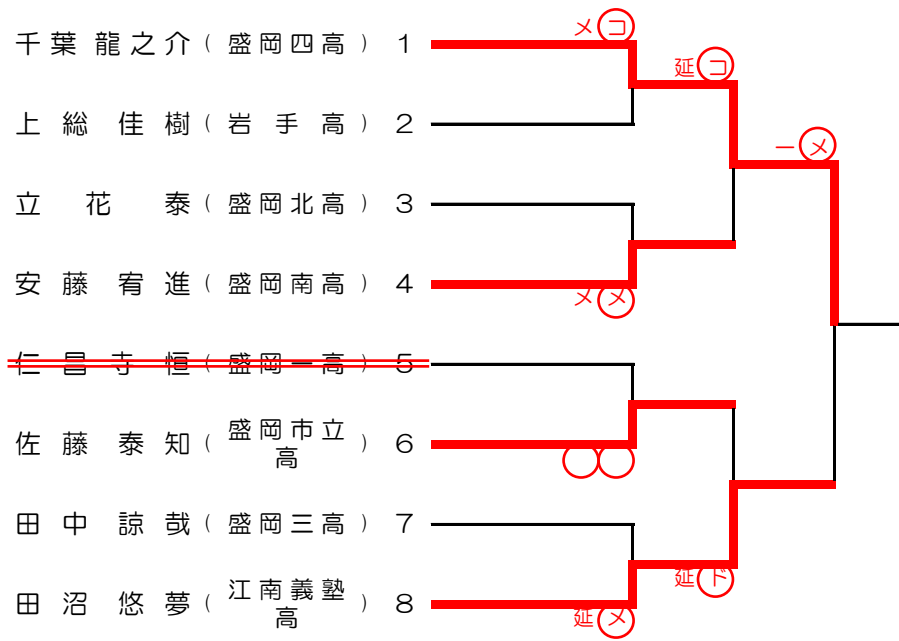 千葉 龍之介 ( 盛岡四高 ) 1
メ コ
延 コ
上総 佳樹 ( 岩手高 ) 2
一 メ
立花 泰 ( 盛岡北高 ) 3
安藤 宥進 ( 盛岡南高 ) 4
メ メ
仁昌寺 恒 ( 盛岡一高 ) 5
佐藤 泰知 ( 盛岡市立高 ) 6
田中 諒哉 ( 盛岡三高 ) 7
延 ド
田沼 悠夢 ( 江南義塾高 ) 8
延 メ